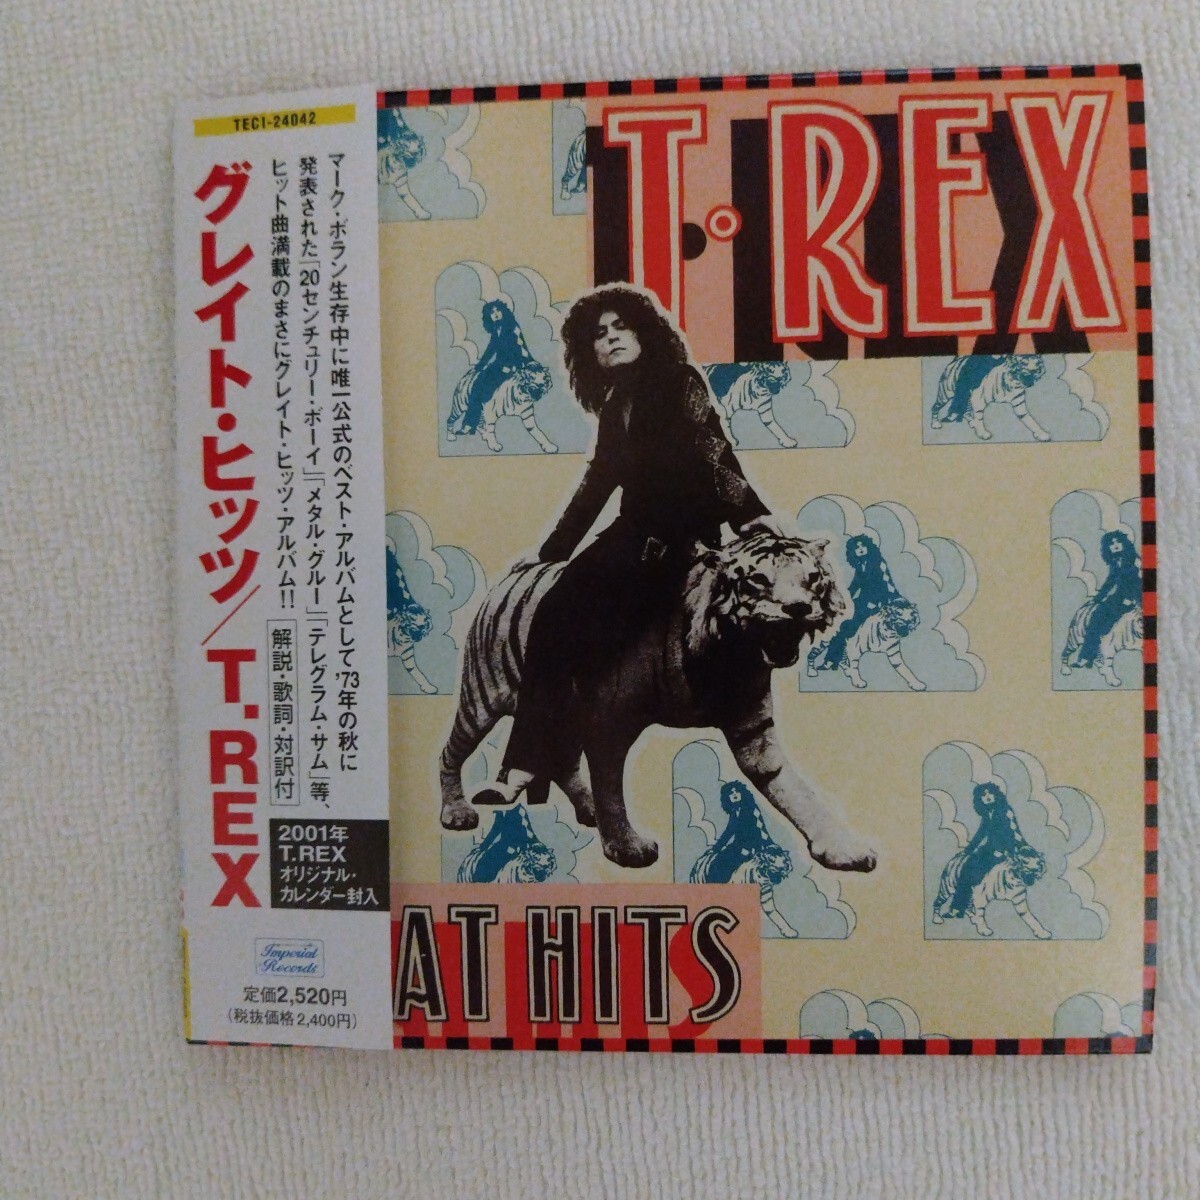 TECI-24042
グレイト・ヒッツ/T.REX
マーク・ボラン生存中に唯一公式のベスト・アルバムとして'73年の秋に
発表された「20センチュリー・ボーイ」「メタル・グルー」「テレグラム・サム」等、
ヒット曲満載のまさにグレイト・ヒッツ・アルバム!!
解説・歌詞・対訳付
2001年
T.REX
オリジナル・
カレンダー封入
Imperial
Records
定価2,520円
(税抜価格2,400円)
T・REX
AT HITS